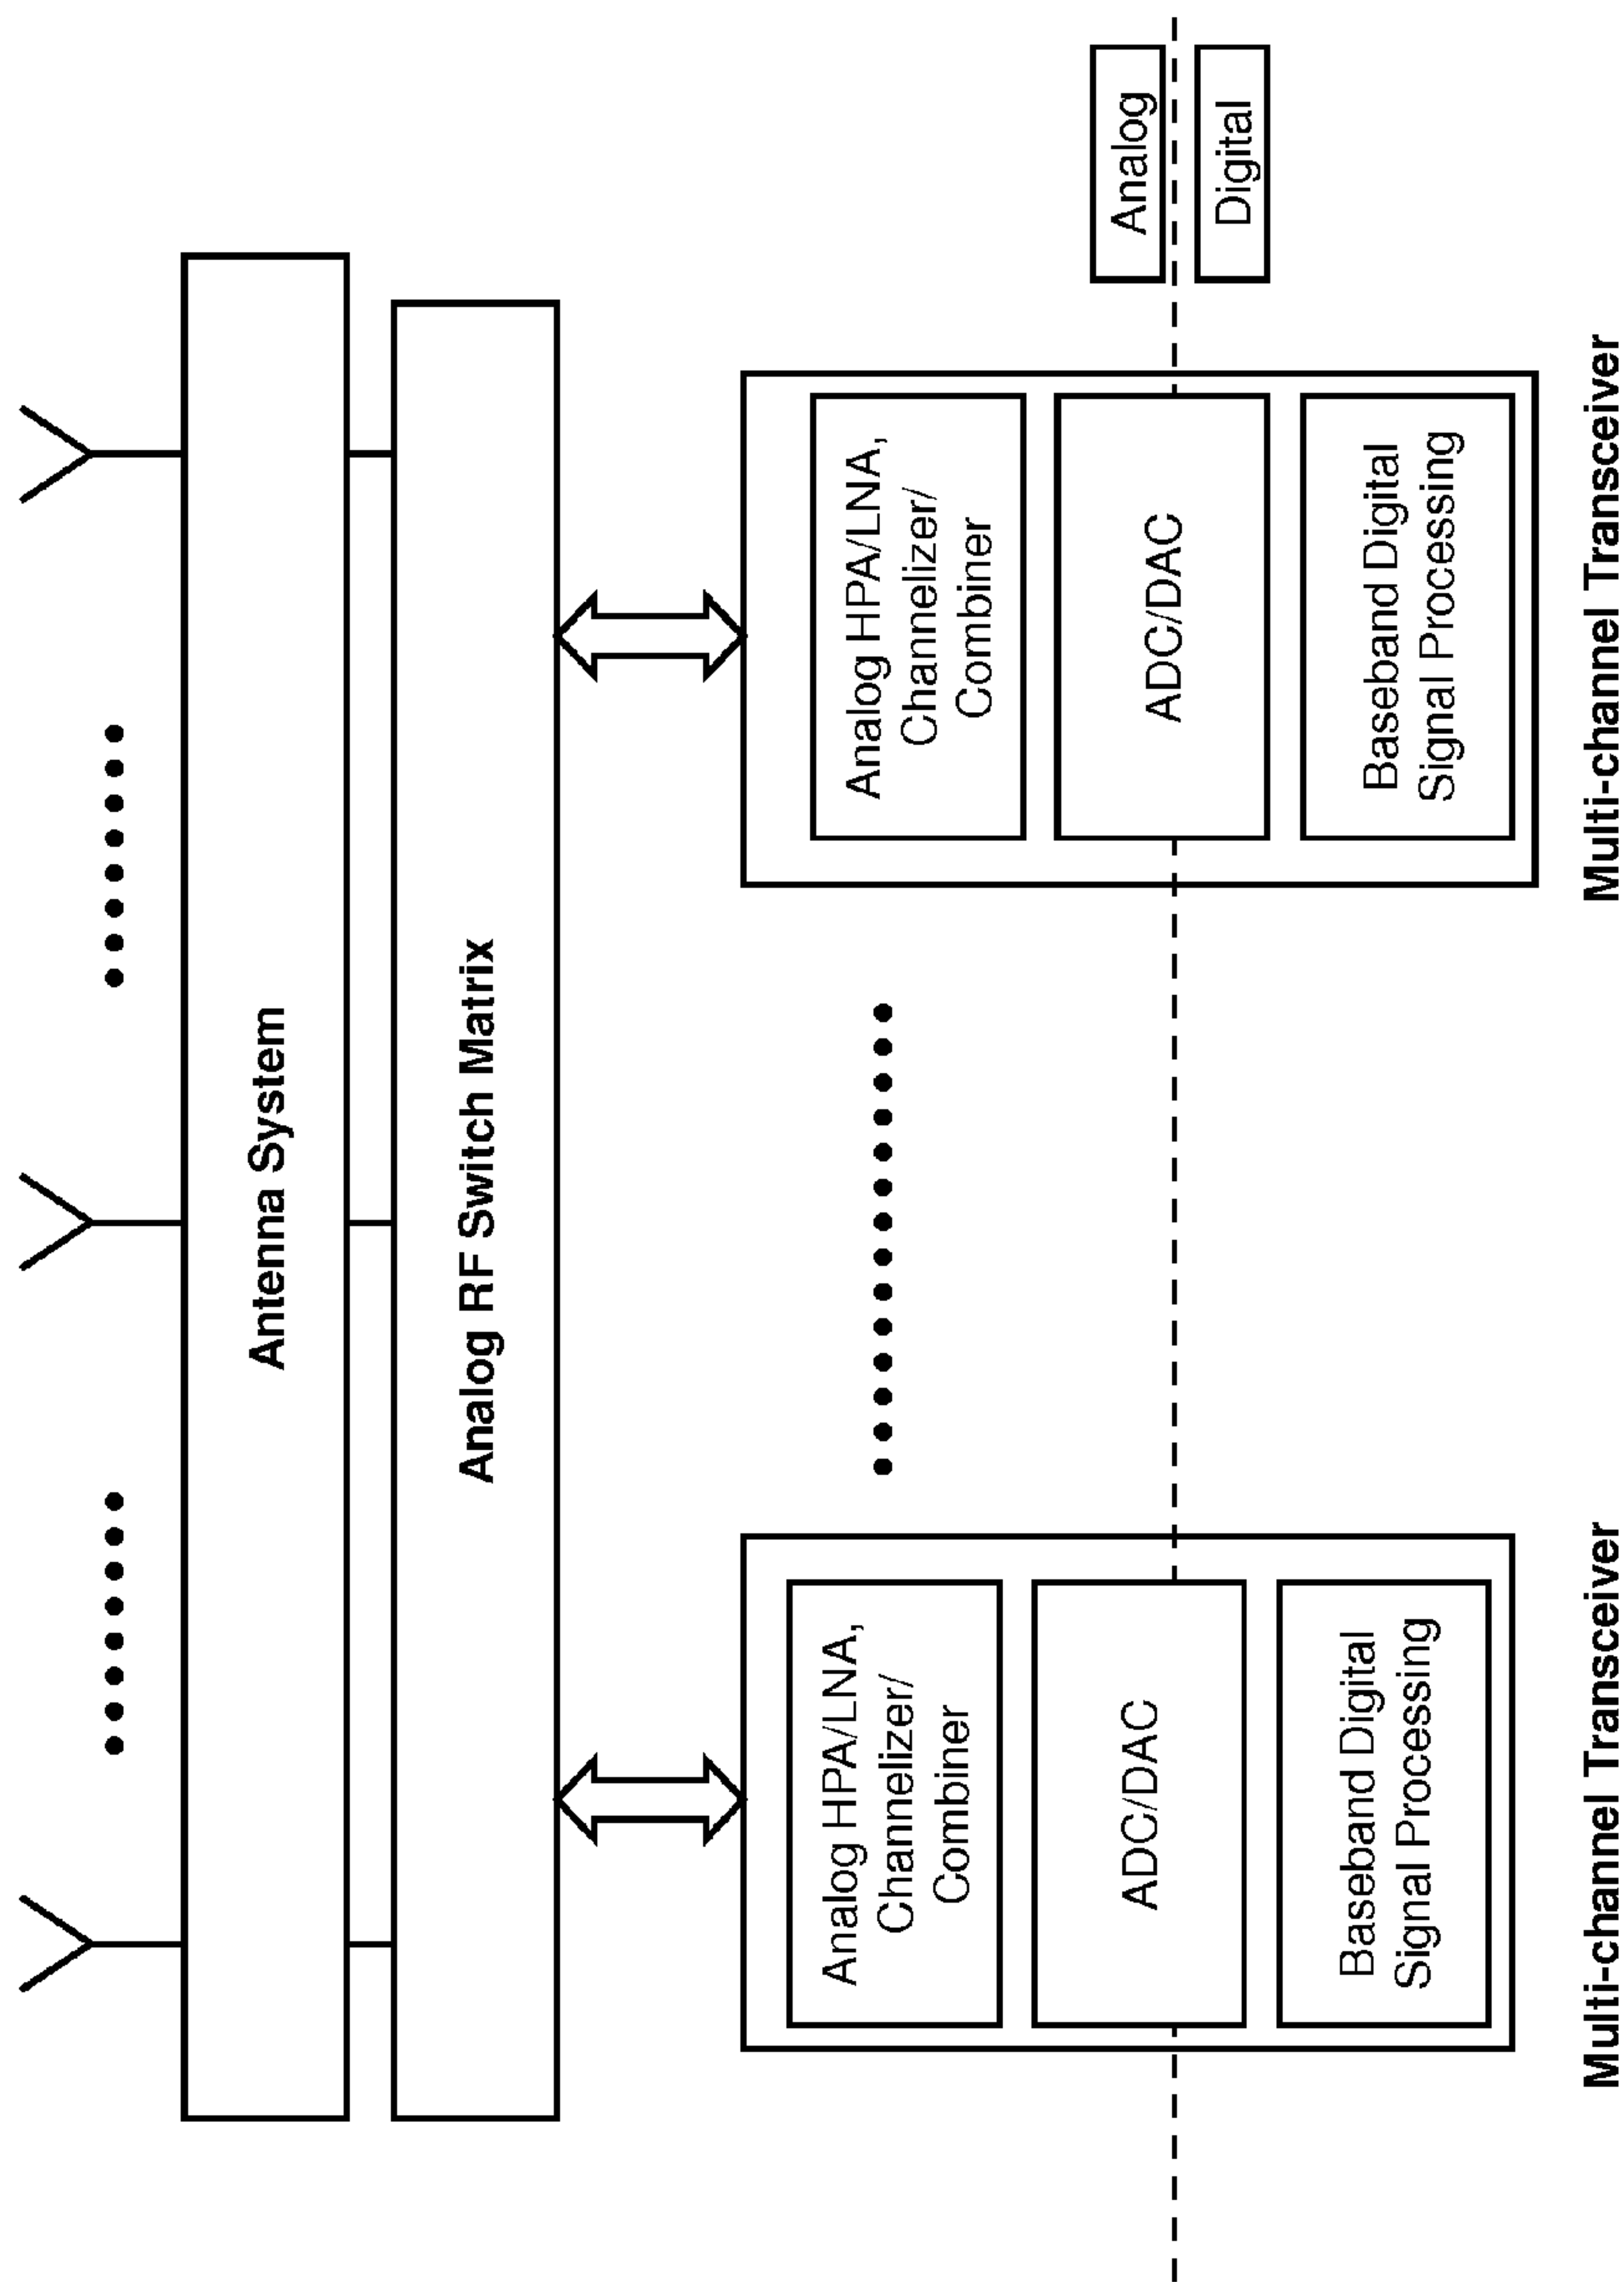 Antenna System
Analog RF Switch Matrix
Analog HPA/LNA,
Channelizer/
Combiner
ADC/DAC
Baseband Digital
Signal Processing
Multi-channel Transceiver
Analog HPA/LNA,
Channelizer/
Combiner
ADC/DAC
Baseband Digital
Signal Processing
Multi-channel Transceiver
Analog
Digital